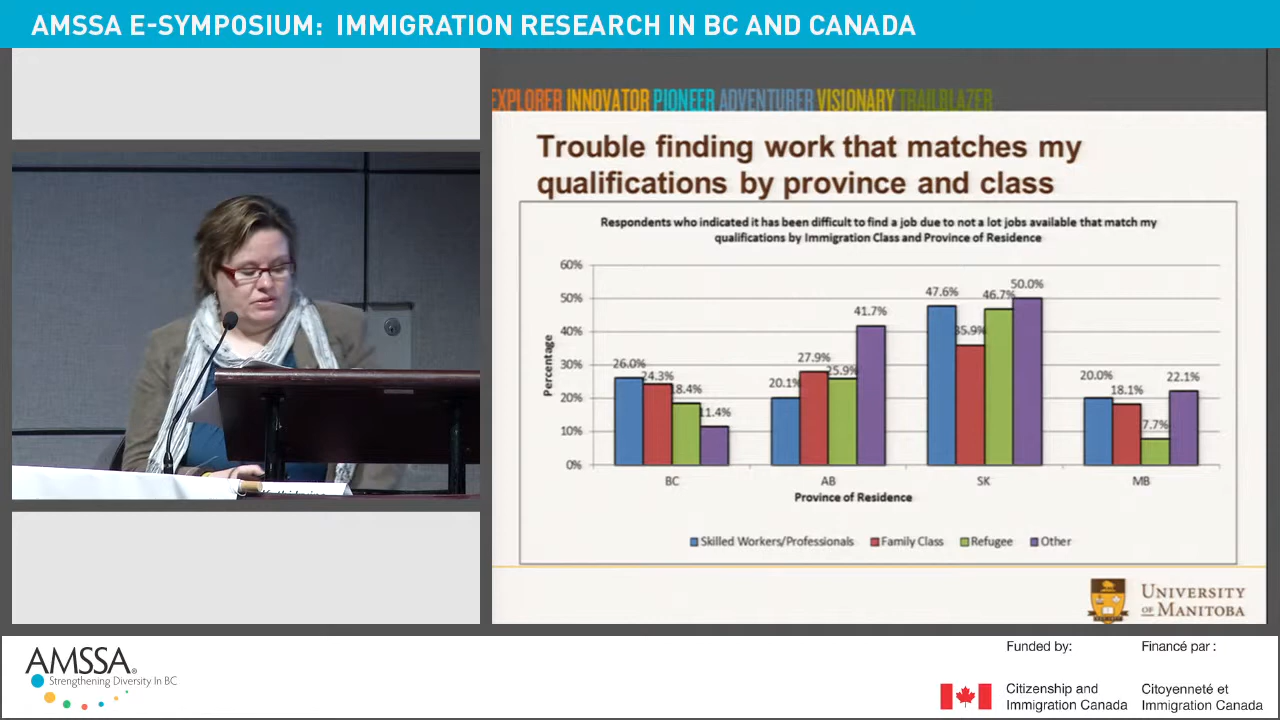 AMSSA E-SYMPOSIUM: IMMIGRATION RESEARCH IN BC AND CANADA
EXPLORER INNOVATOR PIONEER ADVENTURER VISIONARY TRAILBLAZER
Trouble finding work that matches my
qualifications by province and class
Respondents who indicated it has been difficult to find a job due to not a lot jobs available that match my
qualifications by Immigration Class and Province of Residence
Percentage
60%
50%
40%
30%
20%
10%
0%
26.0%
24.3%
18.4%
11.4%
20.1%
27.9%
25.9%
41.7%
47.6%
35.9%
46.7%
50.0%
20.0%
18.1%
7.7%
22.1%
BC AB SK MB
Province of Residence
Skilled Workers/Professionals Family Class Refugee Other
UNIVERSITY
OF MANITOBA
AMSSA®
Strengthening Diversity In BC
Funded by:
Citizenship and
Immigration Canada
Financé par :
Citoyenneté et
Immigration Canada